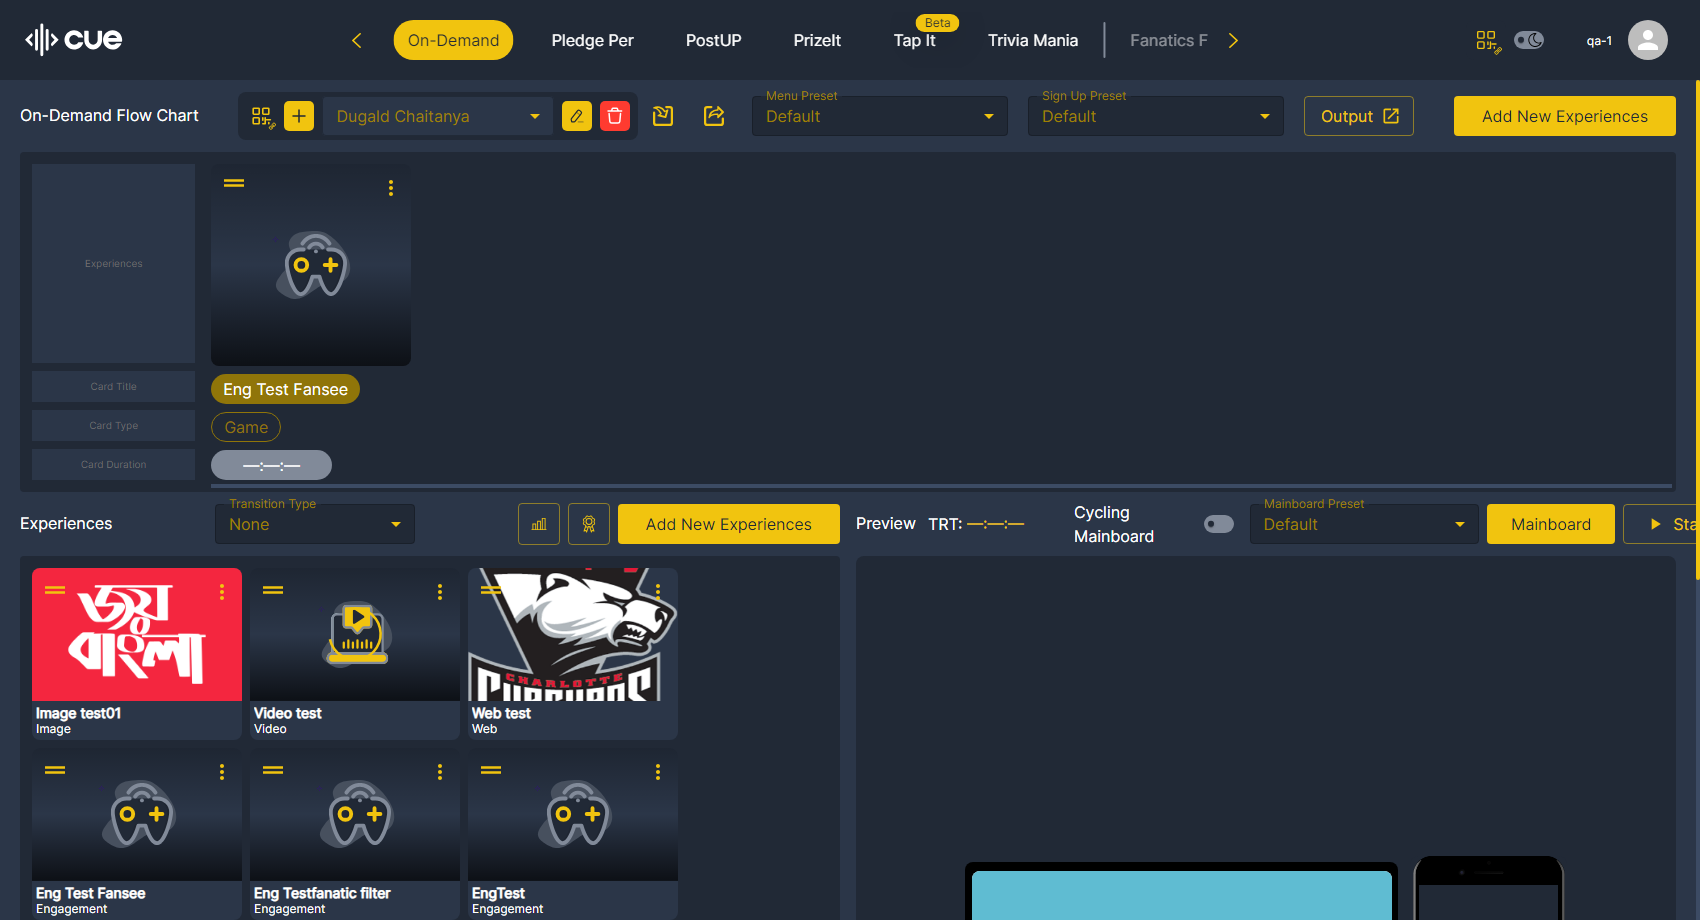 cue
On-Demand
Pledge Per
PostUP
PrizeIt
Beta
Tap It
Trivia Mania
Fanatics F
qa-1
On-Demand Flow Chart
Dugald Chaitanya
Menu Preset
Default
Sign Up Preset
Default
Output
Add New Experiences
Experiences
Card Title
Eng Test Fansee
Card Type
Game
Card Duration
—:—:—
Experiences
Transition Type
None
Add New Experiences
Preview
TRT: —:—:—
Cycling
Mainboard
Mainboard Preset
Default
Mainboard
Sta
জয়
বাংলা
CHARLOTTE
Image test01
Image
Video test
Video
Web test
Web
Eng Test Fansee
Engagement
Eng Testfanatic filter
Engagement
EngTest
Engagement